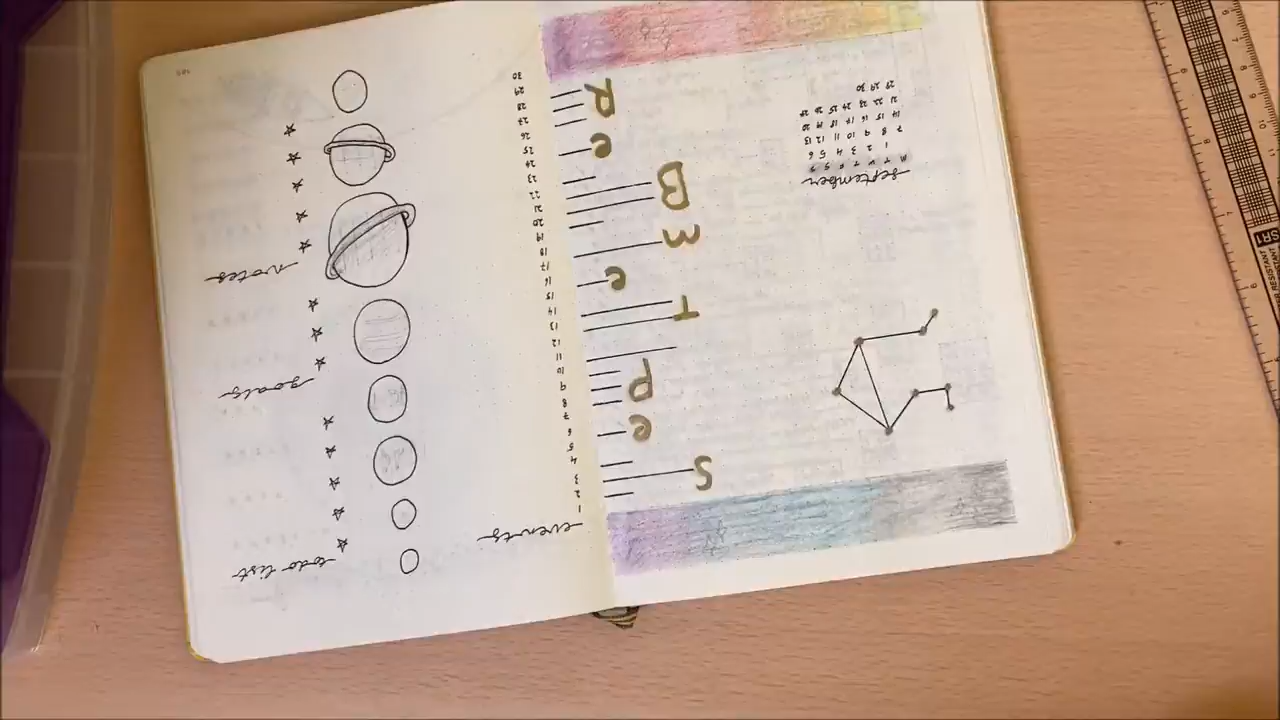 S
e
p
T
e
m
B
e
R
september
M T W T F S S
1 2 3 4 5 6
7 8 9 10 11 12 13
14 15 16 17 18 19 20
21 22 23 24 25 26 27
28 29 30
events
1
2
3
4
5
6
7
8
9
10
11
12
13
14
15
16
17
18
19
20
21
22
23
24
25
26
27
28
29
30
todo list
goals
notes
RESISTANT